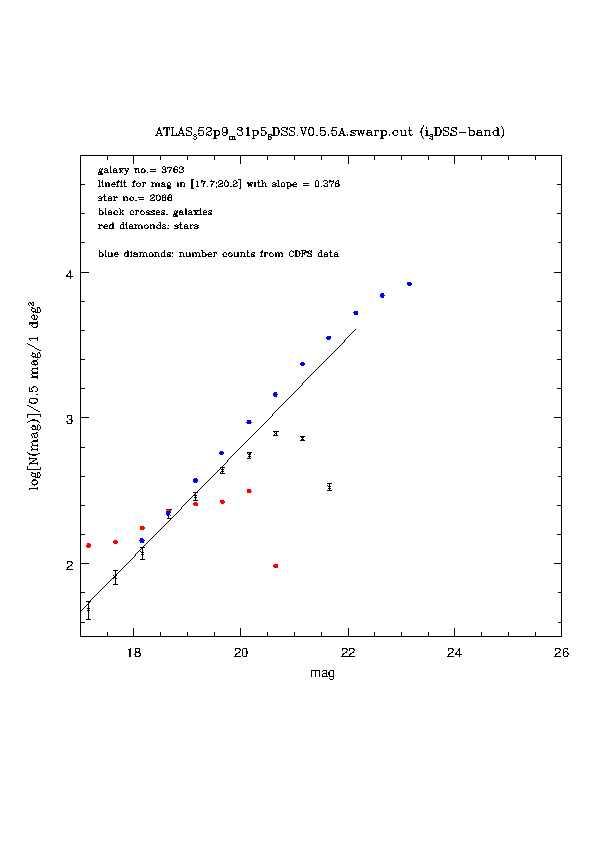 ATLAS_352p9_m31p5_SDSS.V0.5.5A.swarp.cut (i_SDSS-band)
galaxy no.= 3763
linefit for mag in [17.7;20.2] with slope = 0.376
star no.= 2086
black crosses: galaxies
red diamonds: stars
blue diamonds: number counts from CDFS data
4
log[N(mag)]/0.5 mag/1 deg²
3
2
18 20 22 24 26
mag